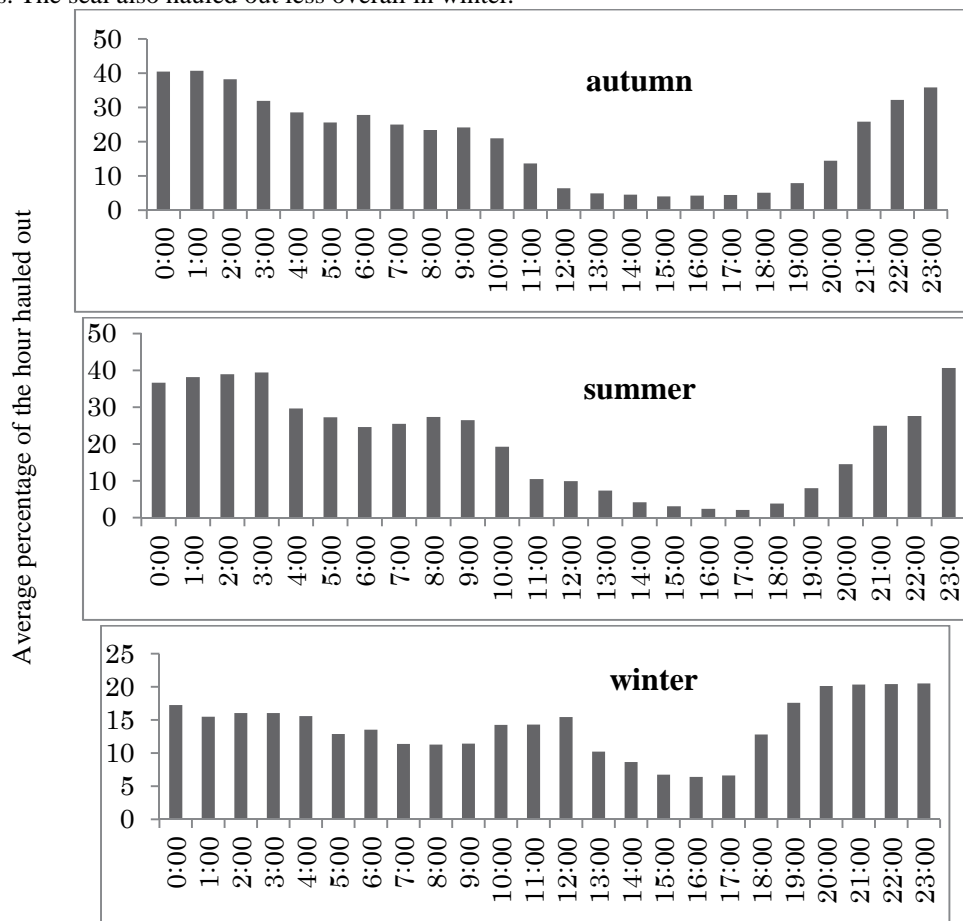 s. The seal also hauled out less overall in winter.
Average percentage of the hour hauled out
autumn
50
40
30
20
10
0
0:00 1:00 2:00 3:00 4:00 5:00 6:00 7:00 8:00 9:00 10:00 11:00 12:00 13:00 14:00 15:00 16:00 17:00 18:00 19:00 20:00 21:00 22:00 23:00
summer
50
40
30
20
10
0
0:00 1:00 2:00 3:00 4:00 5:00 6:00 7:00 8:00 9:00 10:00 11:00 12:00 13:00 14:00 15:00 16:00 17:00 18:00 19:00 20:00 21:00 22:00 23:00
winter
25
20
15
10
5
0
0:00 1:00 2:00 3:00 4:00 5:00 6:00 7:00 8:00 9:00 10:00 11:00 12:00 13:00 14:00 15:00 16:00 17:00 18:00 19:00 20:00 21:00 22:00 23:00